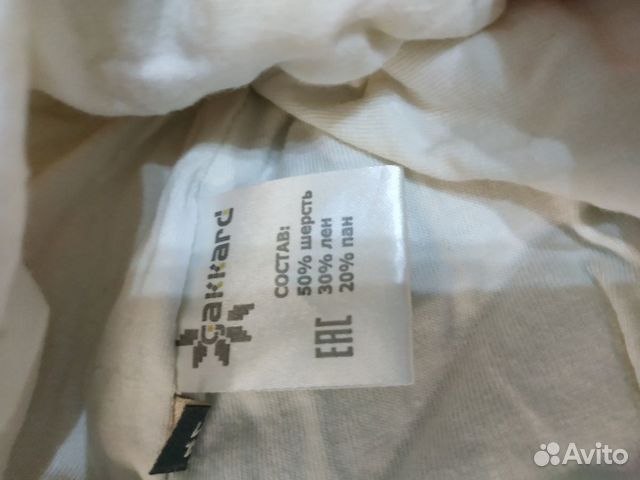 gakkard
СОСТАВ:
50% шерсть
30% лен
20% пан
EAC
Avito